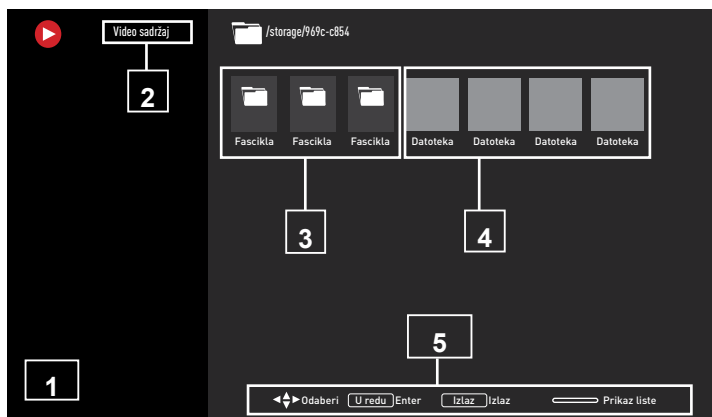 Video sadržaj
/storage/969c-c854
2
Fascikla Fascikla Fascikla Datoteka Datoteka Datoteka Datoteka
3 4
5
1
Odaberi U redu Enter Izlaz Izlaz Prikaz liste